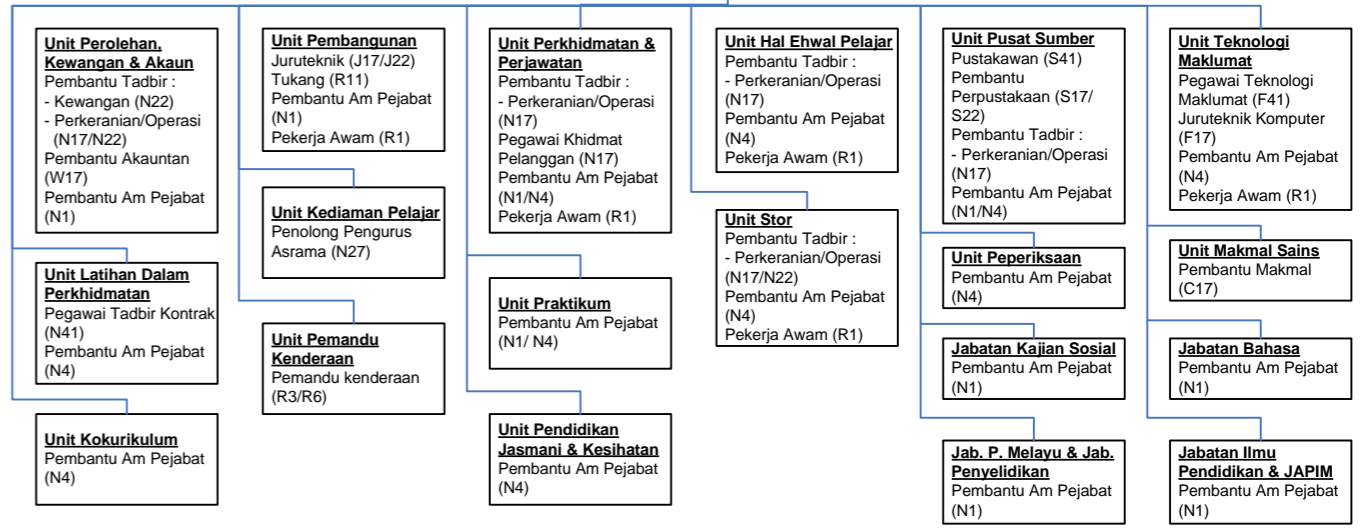 Unit Perolehan,
Kewangan & Akaun
Pembantu Tadbir :
- Kewangan (N22)
- Perkeranian/Operasi
(N17/N22)
Pembantu Akauntan
(W17)
Pembantu Am Pejabat
(N1)
Unit Latihan Dalam
Perkhidmatan
Pegawai Tadbir Kontrak
(N41)
Pembantu Am Pejabat
(N4)
Unit Kokurikulum
Pembantu Am Pejabat
(N4)
Unit Pembangunan
Juruteknik (J17/J22)
Tukang (R11)
Pembantu Am Pejabat
(N1)
Pekerja Awam (R1)
Unit Kediaman Pelajar
Penolong Pengurus
Asrama (N27)
Unit Pemandu
Kenderaan
Pemandu kenderaan
(R3/R6)
Unit Perkhidmatan &
Perjawatan
Pembantu Tadbir :
- Perkeranian/Operasi
(N17)
Pegawai Khidmat
Pelanggan (N17)
Pembantu Am Pejabat
(N1/N4)
Pekerja Awam (R1)
Unit Praktikum
Pembantu Am Pejabat
(N1/ N4)
Unit Pendidikan
Jasmani & Kesihatan
Pembantu Am Pejabat
(N4)
Unit Hal Ehwal Pelajar
Pembantu Tadbir :
- Perkeranian/Operasi
(N17)
Pembantu Am Pejabat
(N4)
Pekerja Awam (R1)
Unit Stor
Pembantu Tadbir :
- Perkeranian/Operasi
(N17/N22)
Pembantu Am Pejabat
(N4)
Pekerja Awam (R1)
Unit Pusat Sumber
Pustakawan (S41)
Pembantu
Perpustakaan (S17/
S22)
Pembantu Tadbir :
- Perkeranian/Operasi
(N17)
Pembantu Am Pejabat
(N1/N4)
Unit Peperiksaan
Pembantu Am Pejabat
(N4)
Jabatan Kajian Sosial
Pembantu Am Pejabat
(N1)
Jab. P. Melayu & Jab.
Penyelidikan
Pembantu Am Pejabat
(N1)
Unit Teknologi
Maklumat
Pegawai Teknologi
Maklumat (F41)
Juruteknik Komputer
(F17)
Pembantu Am Pejabat
(N4)
Pekerja Awam (R1)
Unit Makmal Sains
Pembantu Makmal
(C17)
Jabatan Bahasa
Pembantu Am Pejabat
(N1)
Jabatan Ilmu
Pendidikan & JAPIM
Pembantu Am Pejabat
(N1)